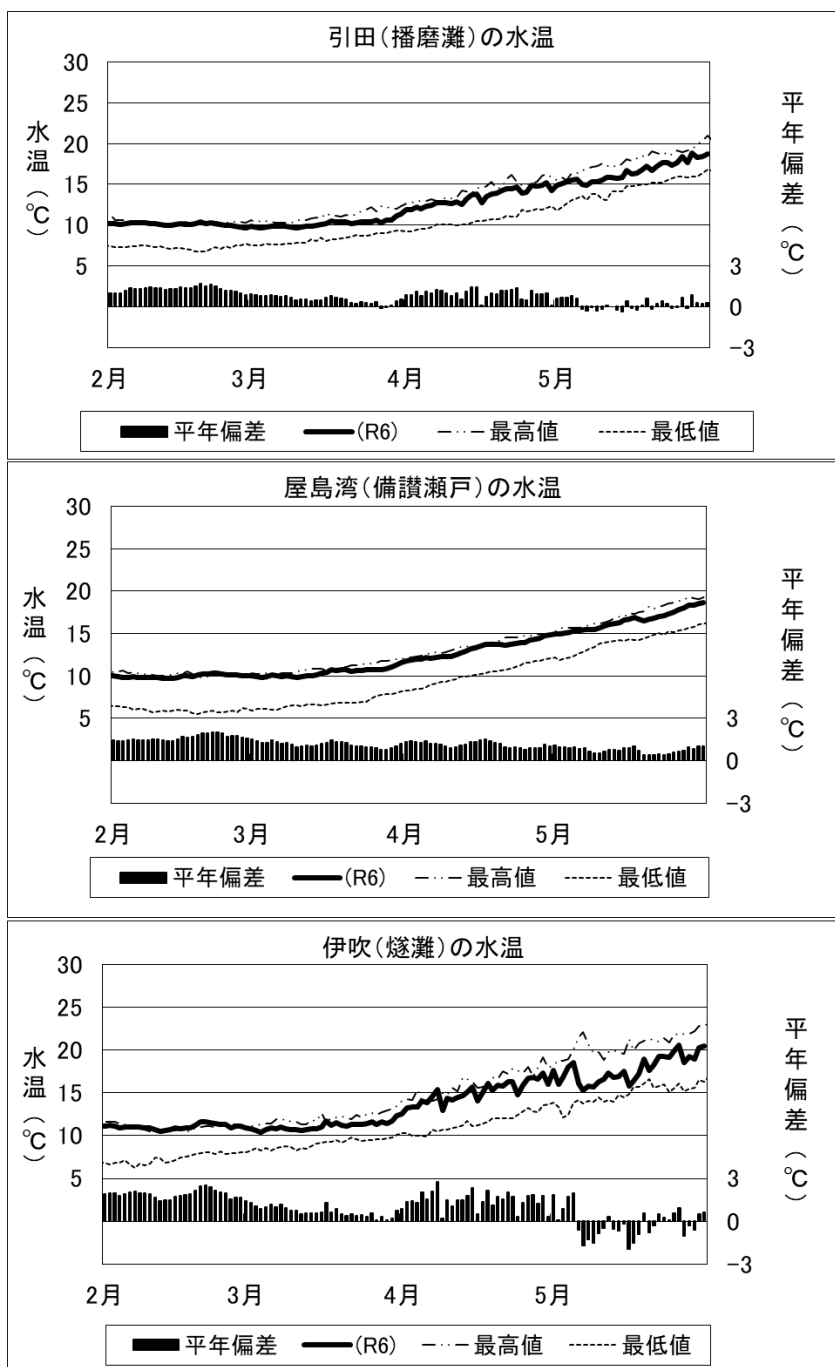 引田(播磨灘)の水温
30
25
20
15
10
5
水温(℃)
平年偏差(℃)
3
0
-3
2月 3月 4月 5月
平年偏差 (R6) 最高値 最低値
屋島湾(備讃瀬戸)の水温
30
25
20
15
10
5
水温(℃)
平年偏差(℃)
3
0
-3
2月 3月 4月 5月
平年偏差 (R6) 最高値 最低値
伊吹(燧灘)の水温
30
25
20
15
10
5
水温(℃)
平年偏差(℃)
3
0
-3
2月 3月 4月 5月
平年偏差 (R6) 最高値 最低値